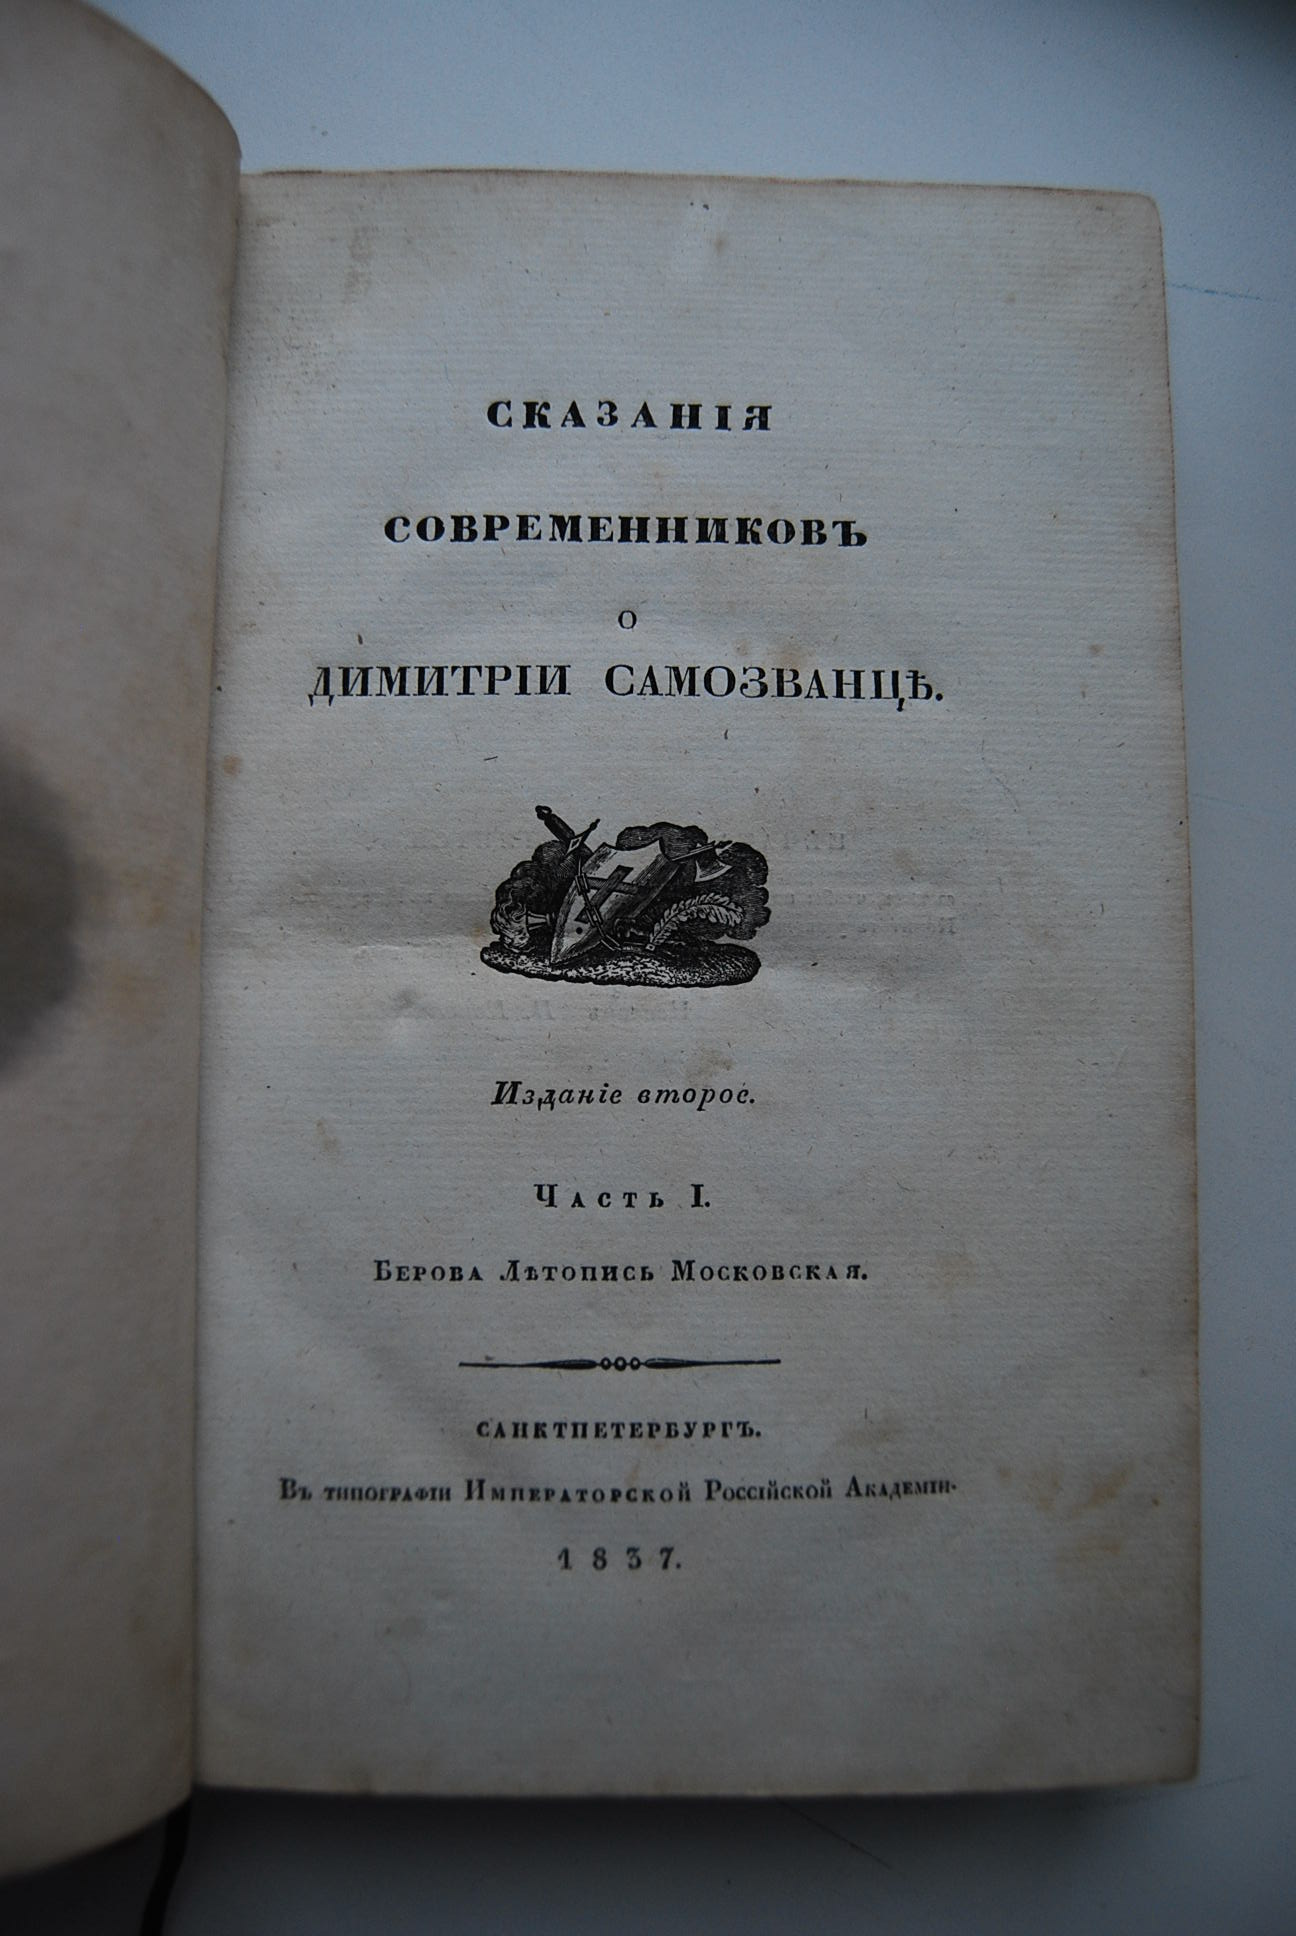 СКАЗАНІЯ
СОВРЕМЕННИКОВЪ
О
ДИМИТРІИ САМОЗВАНЦѢ.
Изданіе второе.
Часть I.
Берова Лѣтопись Московская.
САНКТПЕТЕРБУРГЪ.
Въ типографіи Императорской Россійской Академіи.
1837.